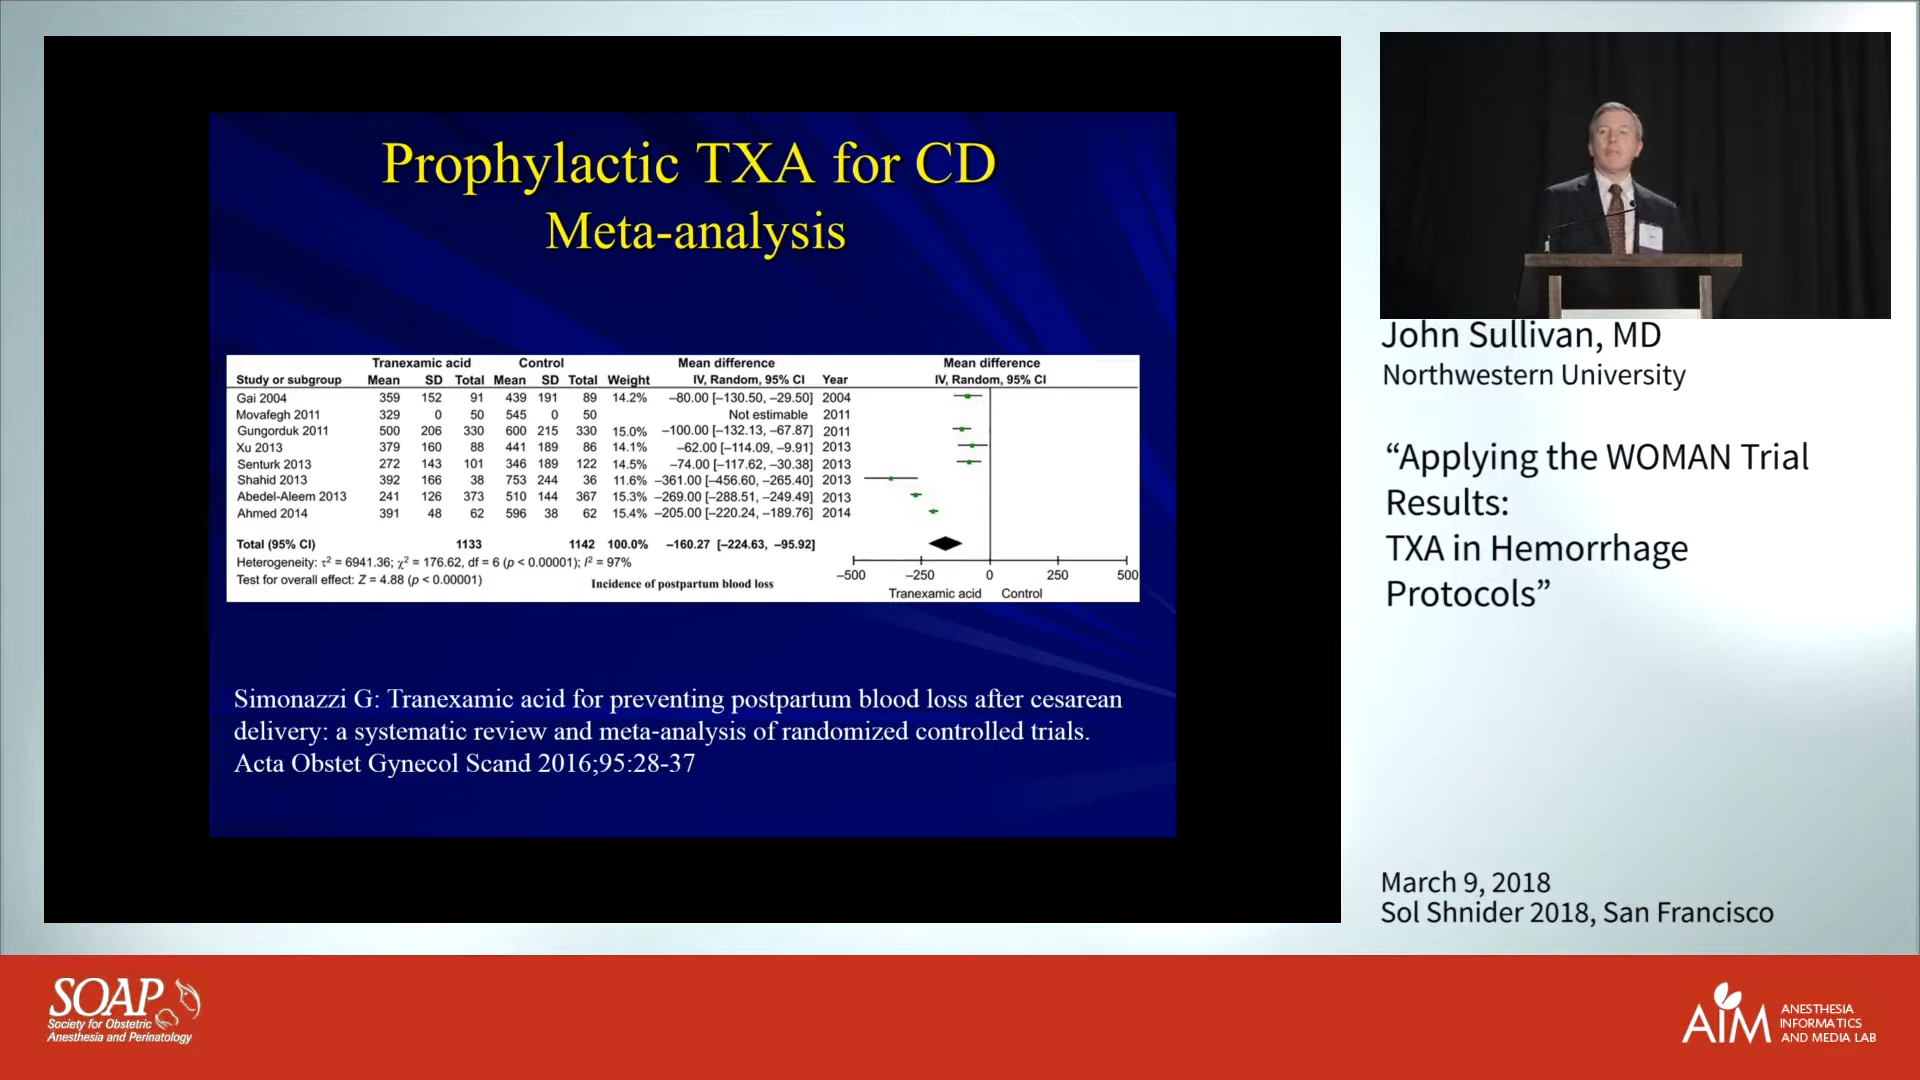 Prophylactic TXA for CD
Meta-analysis
Tranexamic acid Control Mean difference Mean difference
Study or subgroup Mean SD Total Mean SD Total Weight IV, Random, 95% CI Year IV, Random, 95% CI
Gai 2004 359 152 91 439 191 89 14.2% −80.00 [−130.50, −29.50] 2004
Movafegh 2011 329 0 50 545 0 50 Not estimable 2011
Gungorduk 2011 500 206 330 600 215 330 15.0% −100.00 [−132.13, −67.87] 2011
Xu 2013 379 160 88 441 189 86 14.1% −62.00 [−114.09, −9.91] 2013
Senturk 2013 272 143 101 346 189 122 14.5% −74.00 [−117.62, −30.38] 2013
Shahid 2013 392 166 38 753 244 36 11.6% −361.00 [−456.60, −265.40] 2013
Abedel-Aleem 2013 241 126 373 510 144 367 15.3% −269.00 [−288.51, −249.49] 2013
Ahmed 2014 391 48 62 596 38 62 15.4% −205.00 [−220.24, −189.76] 2014
Total (95% CI) 1133 1142 100.0% −160.27 [−224.63, −95.92]
Heterogeneity: τ² = 6941.36; χ² = 176.62, df = 6 (p < 0.00001); I² = 97%
Test for overall effect: Z = 4.88 (p < 0.00001)
Incidence of postpartum blood loss
−500 −250 0 250 500
Tranexamic acid Control
Simonazzi G: Tranexamic acid for preventing postpartum blood loss after cesarean
delivery: a systematic review and meta-analysis of randomized controlled trials.
Acta Obstet Gynecol Scand 2016;95:28-37
John Sullivan, MD
Northwestern University
“Applying the WOMAN Trial
Results:
TXA in Hemorrhage
Protocols”
March 9, 2018
Sol Shnider 2018, San Francisco
SOAP
Society for Obstetric
Anesthesia and Perinatology
AIM
ANESTHESIA
INFORMATICS
AND MEDIA LAB